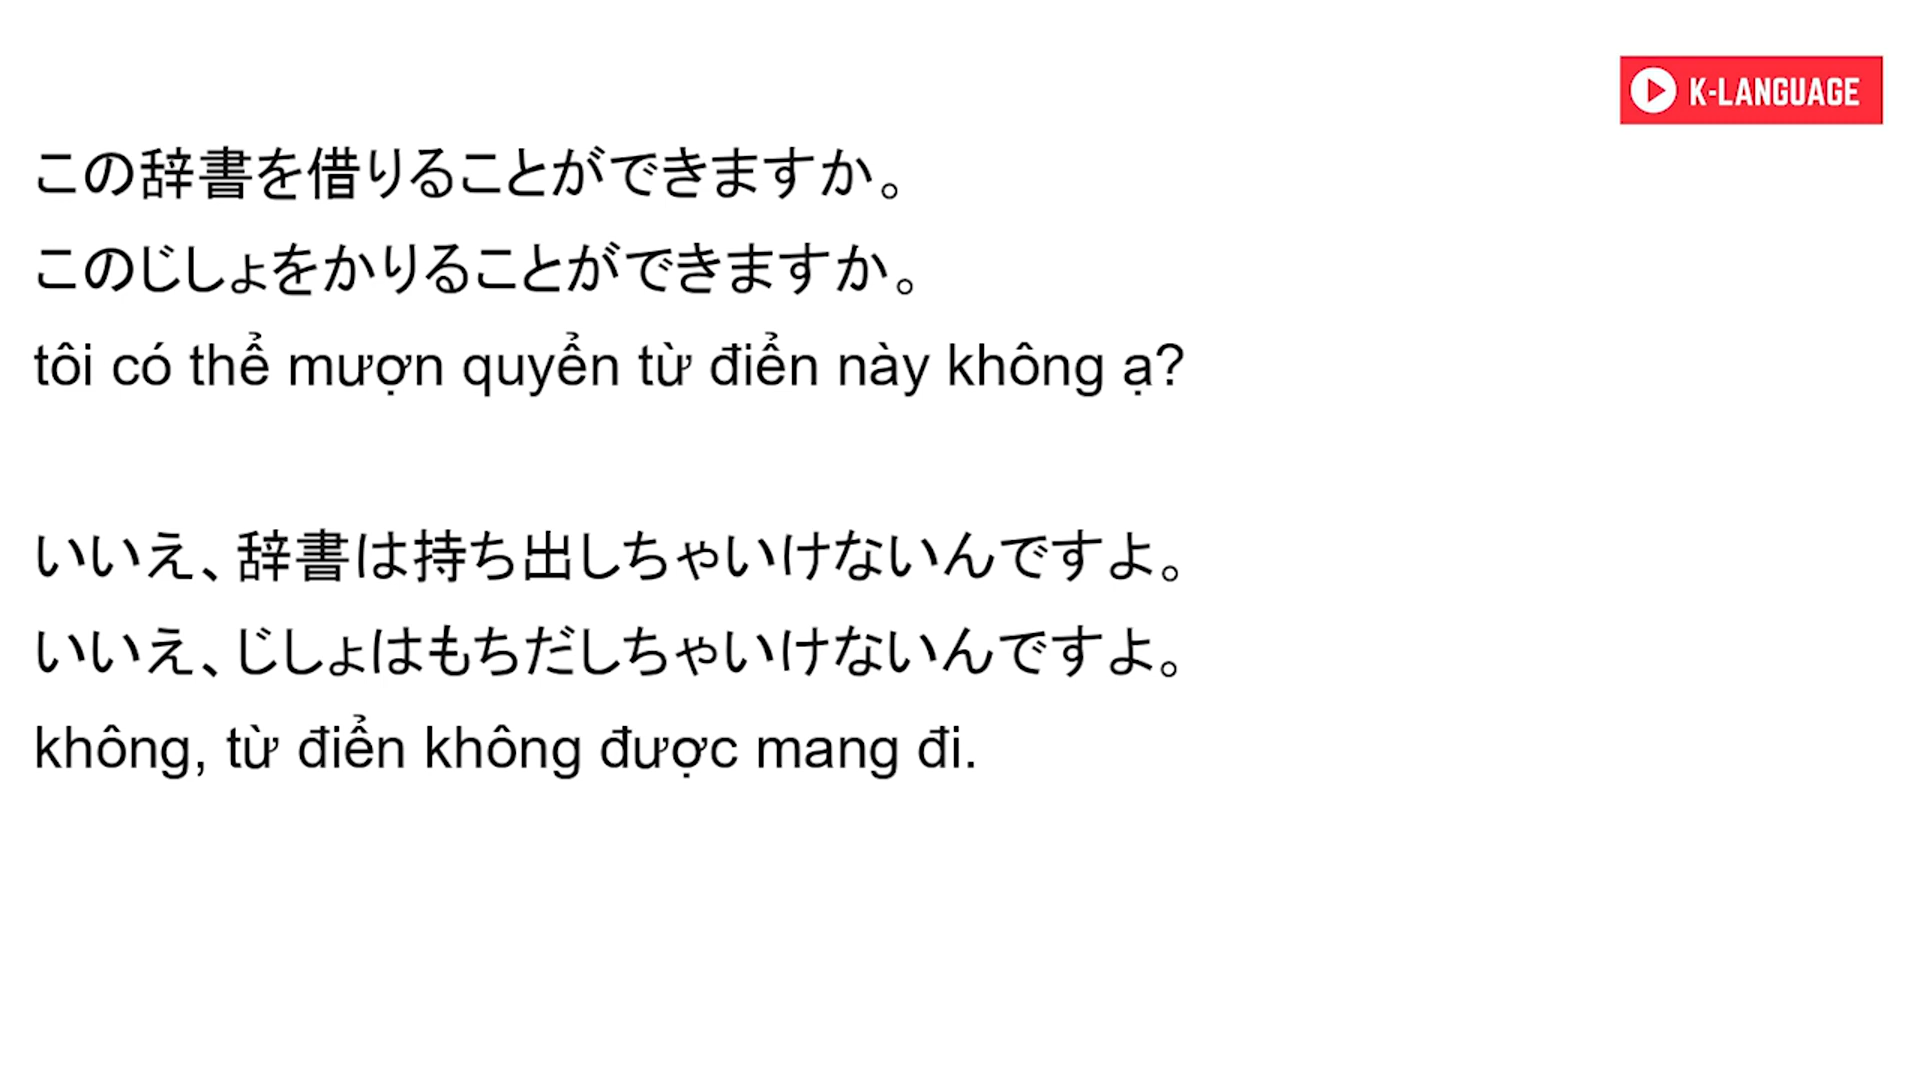 K-LANGUAGE
この辞書を借りることができますか。
このじしょをかりることができますか。
tôi có thể mượn quyển từ điển này không ạ?
いいえ、辞書は持ち出しちゃいけないんですよ。
いいえ、じしょはもちだしちゃいけないんですよ。
không, từ điển không được mang đi.